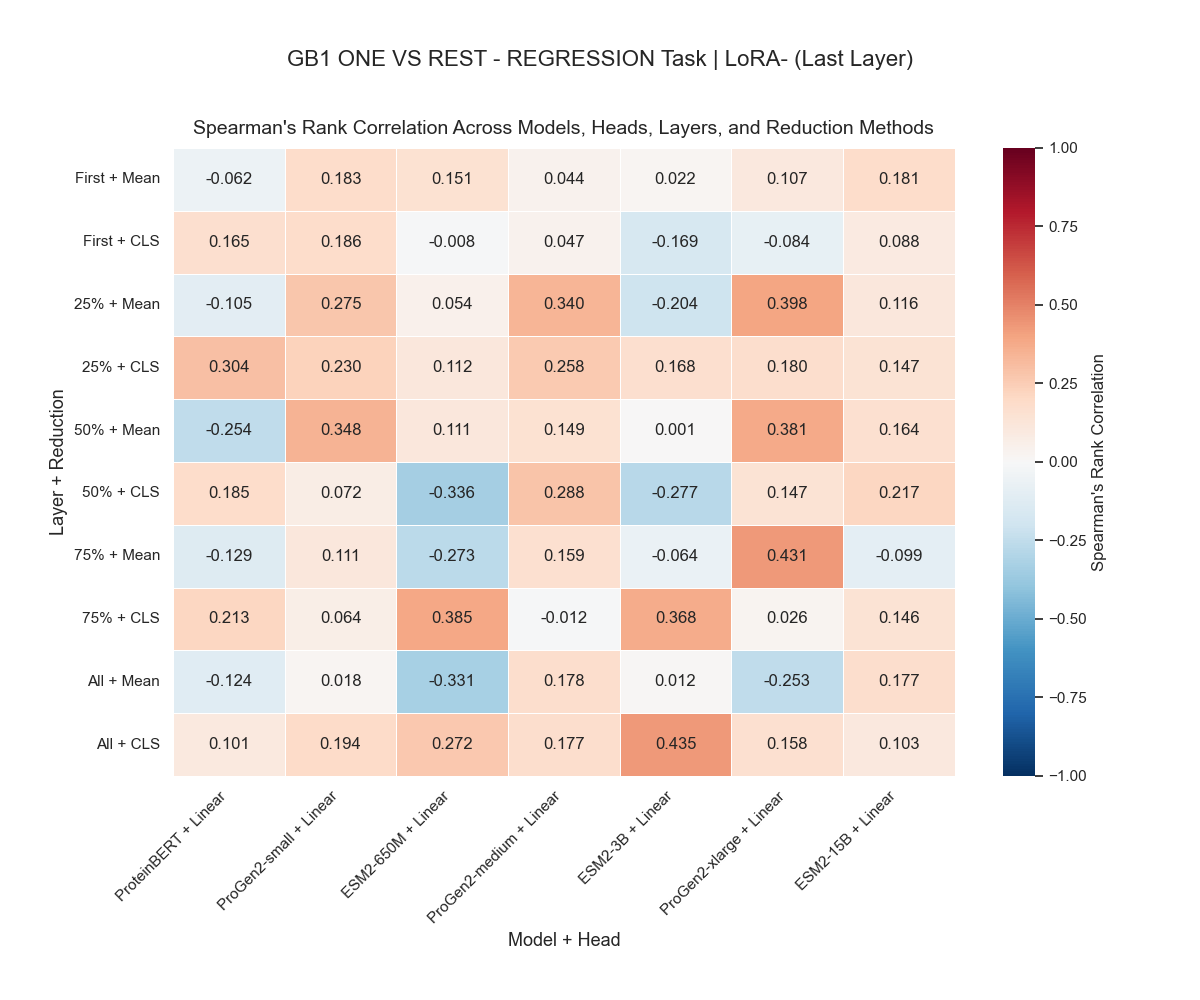 GB1 ONE VS REST - REGRESSION Task | LoRA- (Last Layer)
Spearman's Rank Correlation Across Models, Heads, Layers, and Reduction Methods
Layer + Reduction
First + Mean -0.062 0.183 0.151 0.044 0.022 0.107 0.181
First + CLS 0.165 0.186 -0.008 0.047 -0.169 -0.084 0.088
25% + Mean -0.105 0.275 0.054 0.340 -0.204 0.398 0.116
25% + CLS 0.304 0.230 0.112 0.258 0.168 0.180 0.147
50% + Mean -0.254 0.348 0.111 0.149 0.001 0.381 0.164
50% + CLS 0.185 0.072 -0.336 0.288 -0.277 0.147 0.217
75% + Mean -0.129 0.111 -0.273 0.159 -0.064 0.431 -0.099
75% + CLS 0.213 0.064 0.385 -0.012 0.368 0.026 0.146
All + Mean -0.124 0.018 -0.331 0.178 0.012 -0.253 0.177
All + CLS 0.101 0.194 0.272 0.177 0.435 0.158 0.103
ProteinBERT + Linear
ProGen2-small + Linear
ESM2-650M + Linear
ProGen2-medium + Linear
ESM2-3B + Linear
ProGen2-xlarge + Linear
ESM2-15B + Linear
Model + Head
1.00
0.75
0.50
0.25
0.00
−0.25
−0.50
−0.75
−1.00
Spearman's Rank Correlation